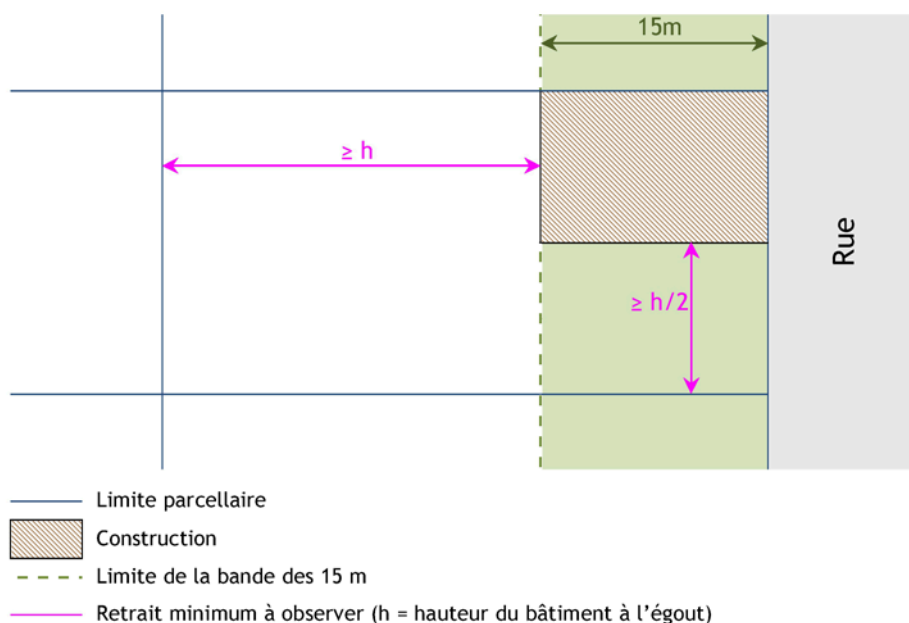 15m
≥ h
Rue
≥ h/2
Limite parcellaire
Construction
Limite de la bande des 15 m
Retrait minimum à observer (h = hauteur du bâtiment à l’égout)